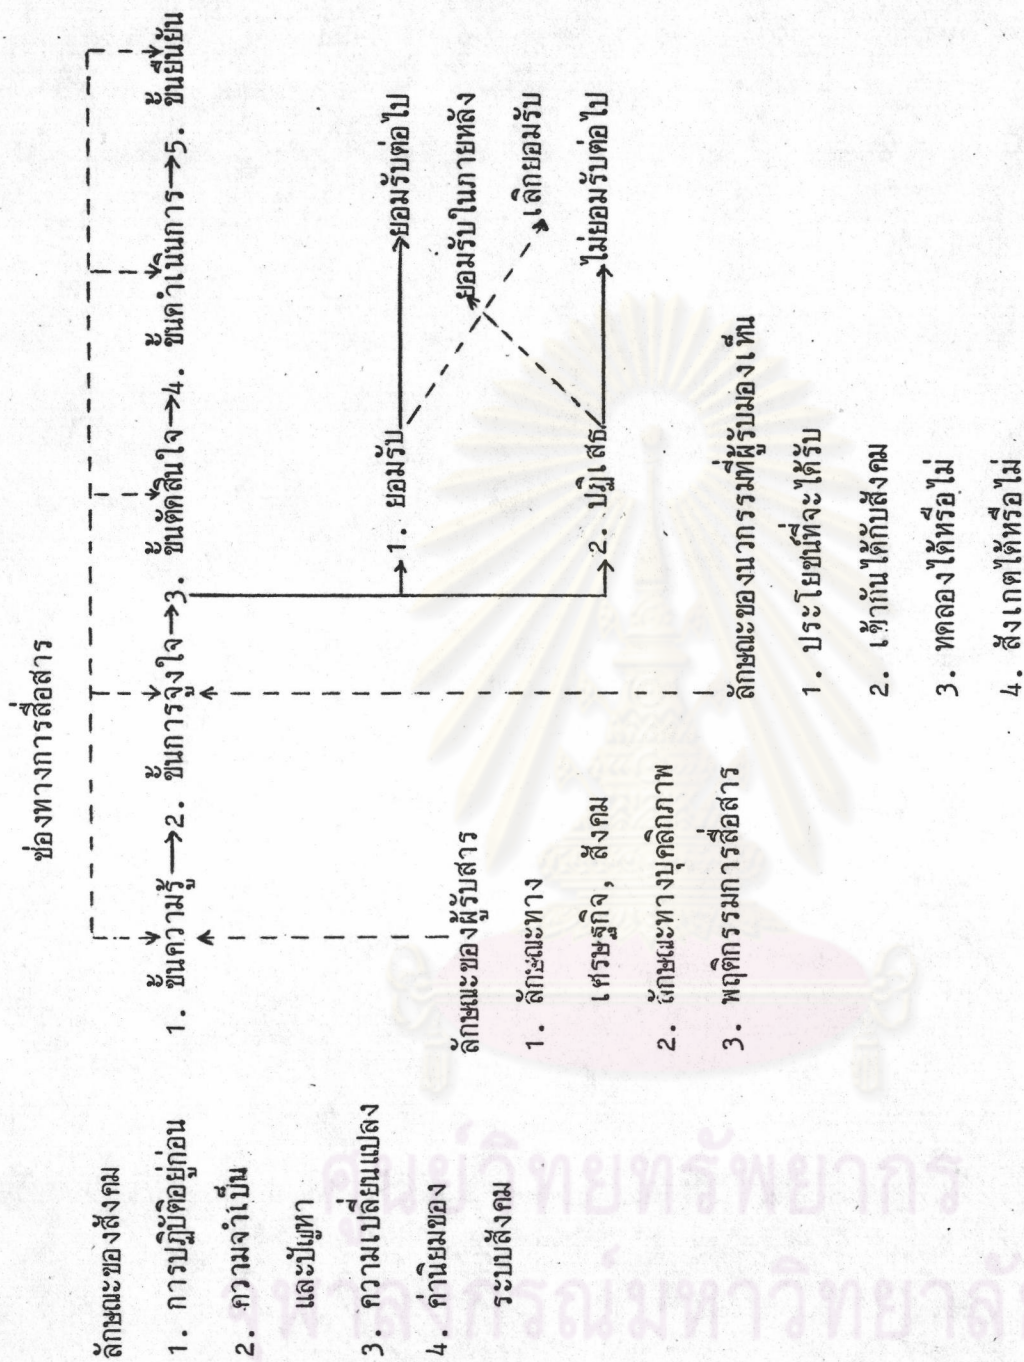 ช่องทางการสื่อสาร
1. ขั้นความรู้ → 2. ขั้นการจูงใจ → 3. ขั้นตัดสินใจ → 4. ขั้นดำเนินการ → 5. ขั้นยืนยัน
ลักษณะของสังคม
1. การปฏิบัติอยู่ก่อน
2. ความจำเป็น
และปัญหา
3. ความเปลี่ยนแปลง
4. ค่านิยมของ
ระบบสังคม
ลักษณะของผู้รับสาร
1. ลักษณะทาง
เศรษฐกิจ, สังคม
2. ลักษณะทางบุคลิกภาพ
3. พฤติกรรมการสื่อสาร
1. ยอมรับ
ยอมรับต่อไป
ยอมรับในภายหลัง
เลิกยอมรับ
2. ปฏิเสธ
ไม่ยอมรับต่อไป
ลักษณะของนวกรรมที่ผู้รับมองเห็น
1. ประโยชน์ที่จะได้รับ
2. เข้ากันได้กับสังคม
3. ทดลองได้หรือไม่
4. สังเกตได้หรือไม่
ศูนย์วิทยทรัพยากร
จุฬาลงกรณ์มหาวิทยาลัย